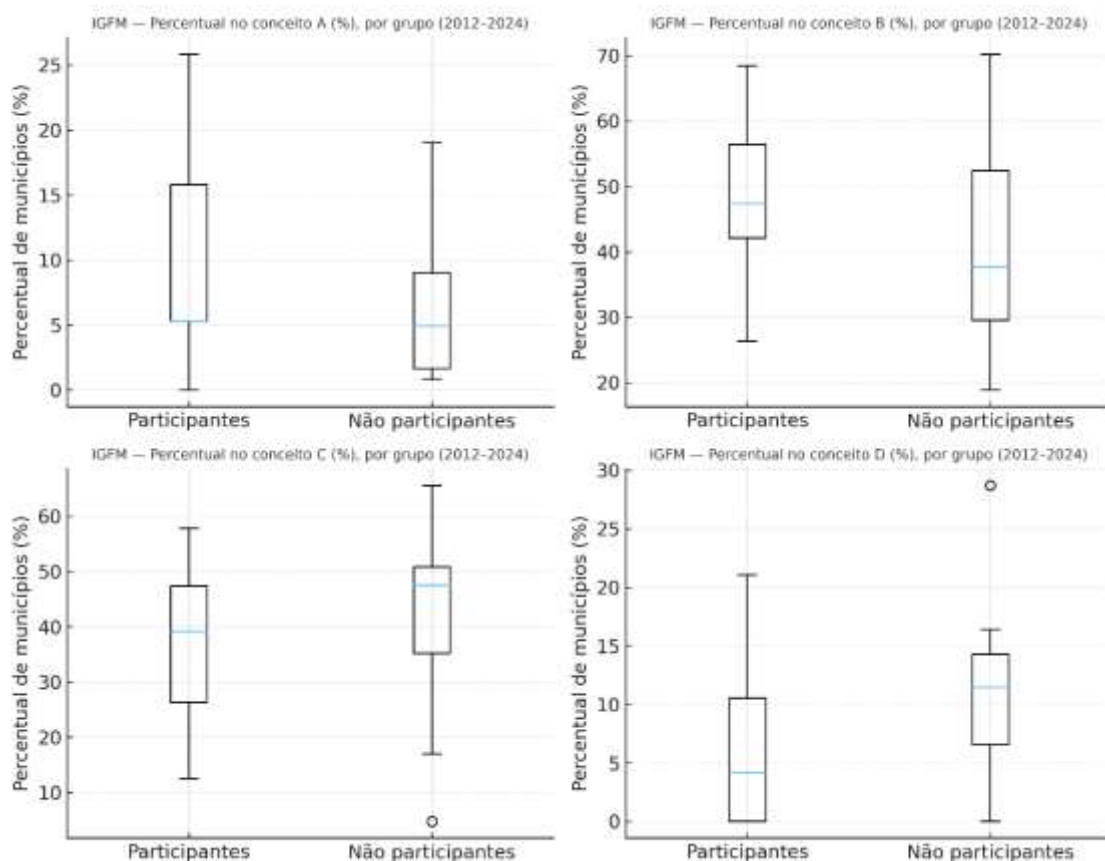 IGFM — Percentual no conceito A (%), por grupo (2012–2024)
Percentual de municípios (%)
25
20
15
10
5
0
Participantes
Não participantes
IGFM — Percentual no conceito B (%), por grupo (2012–2024)
Percentual de municípios (%)
70
60
50
40
30
20
Participantes
Não participantes
IGFM — Percentual no conceito C (%), por grupo (2012–2024)
Percentual de municípios (%)
60
50
40
30
20
10
Participantes
Não participantes
IGFM — Percentual no conceito D (%), por grupo (2012–2024)
Percentual de municípios (%)
30
25
20
15
10
5
0
Participantes
Não participantes